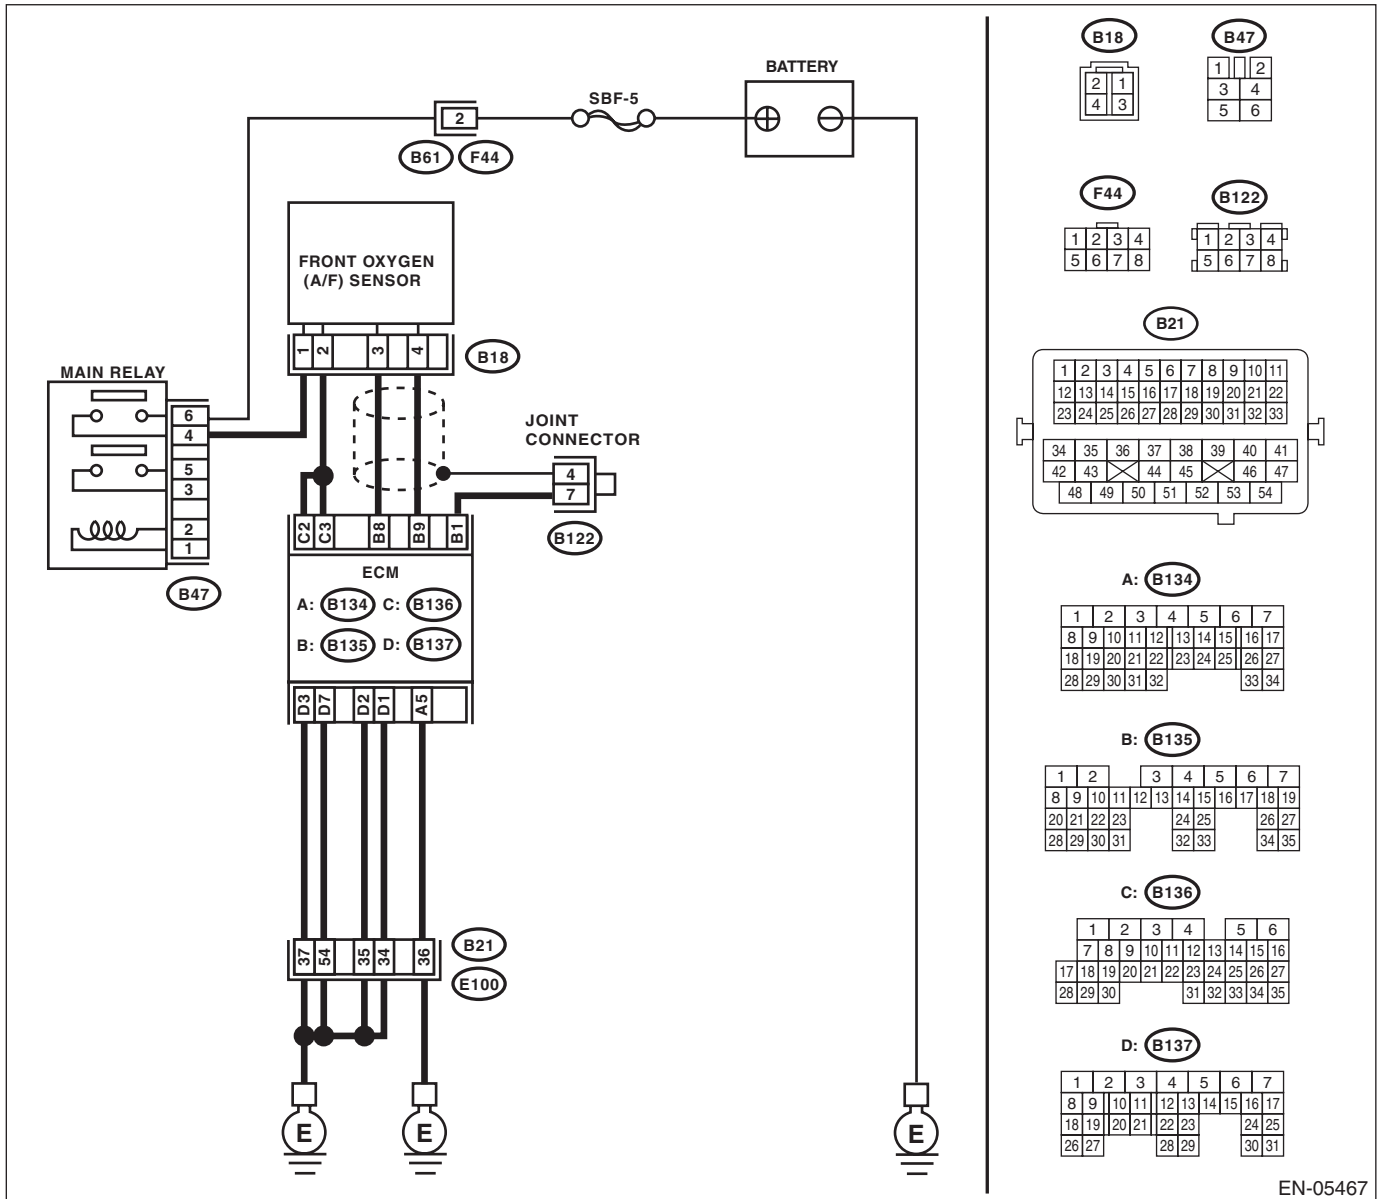 BATTERY
SBF-5
2
B61 F44
FRONT OXYGEN
(A/F) SENSOR
1 2 3 4
B18
MAIN RELAY
6
4
5
3
2
1
B47
JOINT
CONNECTOR
4
7
B122
C2 C3 B8 B9 B1
ECM
A: B134 C: B136
B: B135 D: B137
D3 D7 D2 D1 A5
37 54 35 34 36
B21
E100
E E E
B18
2 1
4 3
B47
1 2
3 4
5 6
F44
1 2 3 4
5 6 7 8
B122
1 2 3 4
5 6 7 8
B21
1 2 3 4 5 6 7 8 9 10 11
12 13 14 15 16 17 18 19 20 21 22
23 24 25 26 27 28 29 30 31 32 33
34 35 36 37 38 39 40 41
42 43 44 45 46 47
48 49 50 51 52 53 54
A: B134
1 2 3 4 5 6 7
8 9 10 11 12 13 14 15 16 17
18 19 20 21 22 23 24 25 26 27
28 29 30 31 32 33 34
B: B135
1 2 3 4 5 6 7
8 9 10 11 12 13 14 15 16 17 18 19
20 21 22 23 24 25 26 27
28 29 30 31 32 33 34 35
C: B136
1 2 3 4 5 6
7 8 9 10 11 12 13 14 15 16
17 18 19 20 21 22 23 24 25 26 27
28 29 30 31 32 33 34 35
D: B137
1 2 3 4 5 6 7
8 9 10 11 12 13 14 15 16 17
18 19 20 21 22 23 24 25
26 27 28 29 30 31
EN-05467